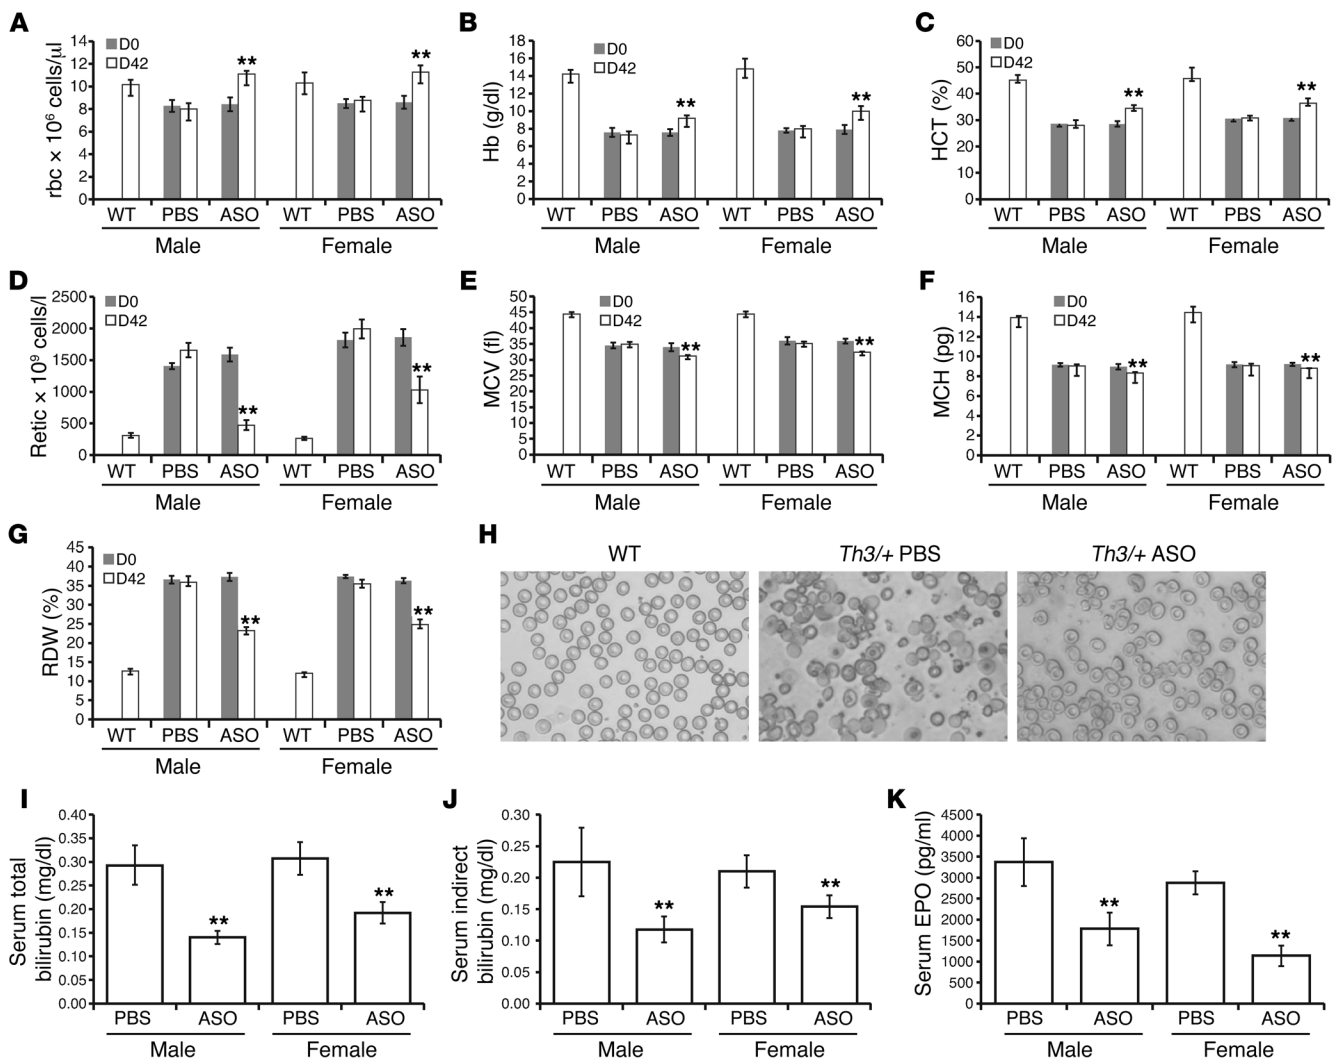 A
rbc × 10⁶ cells/µl
14
12
10
8
6
4
2
0
D0
D42
**
**
WT PBS ASO WT PBS ASO
Male Female
B
Hb (g/dl)
18
16
14
12
10
8
6
4
2
0
D0
D42
**
**
WT PBS ASO WT PBS ASO
Male Female
C
HCT (%)
60
50
40
30
20
10
0
D0
D42
**
**
WT PBS ASO WT PBS ASO
Male Female
D
Retic × 10⁹ cells/l
2500
2000
1500
1000
500
0
D0
D42
**
**
WT PBS ASO WT PBS ASO
Male Female
E
MCV (fl)
50
45
40
35
30
25
20
15
10
5
0
D0
D42
**
**
WT PBS ASO WT PBS ASO
Male Female
F
MCH (pg)
16
14
12
10
8
6
4
2
0
D0
D42
**
**
WT PBS ASO WT PBS ASO
Male Female
G
RDW (%)
45
40
35
30
25
20
15
10
5
0
D0
D42
**
**
WT PBS ASO WT PBS ASO
Male Female
H
WT Th3/+ PBS Th3/+ ASO
I
Serum total
bilirubin (mg/dl)
0.40
0.35
0.30
0.25
0.20
0.15
0.10
0.05
0.00
**
**
PBS ASO PBS ASO
Male Female
J
Serum indirect
bilirubin (mg/dl)
0.30
0.25
0.20
0.15
0.10
0.05
0.00
**
**
PBS ASO PBS ASO
Male Female
K
Serum EPO (pg/ml)
4500
4000
3500
3000
2500
2000
1500
1000
500
0
**
**
PBS ASO PBS ASO
Male Female